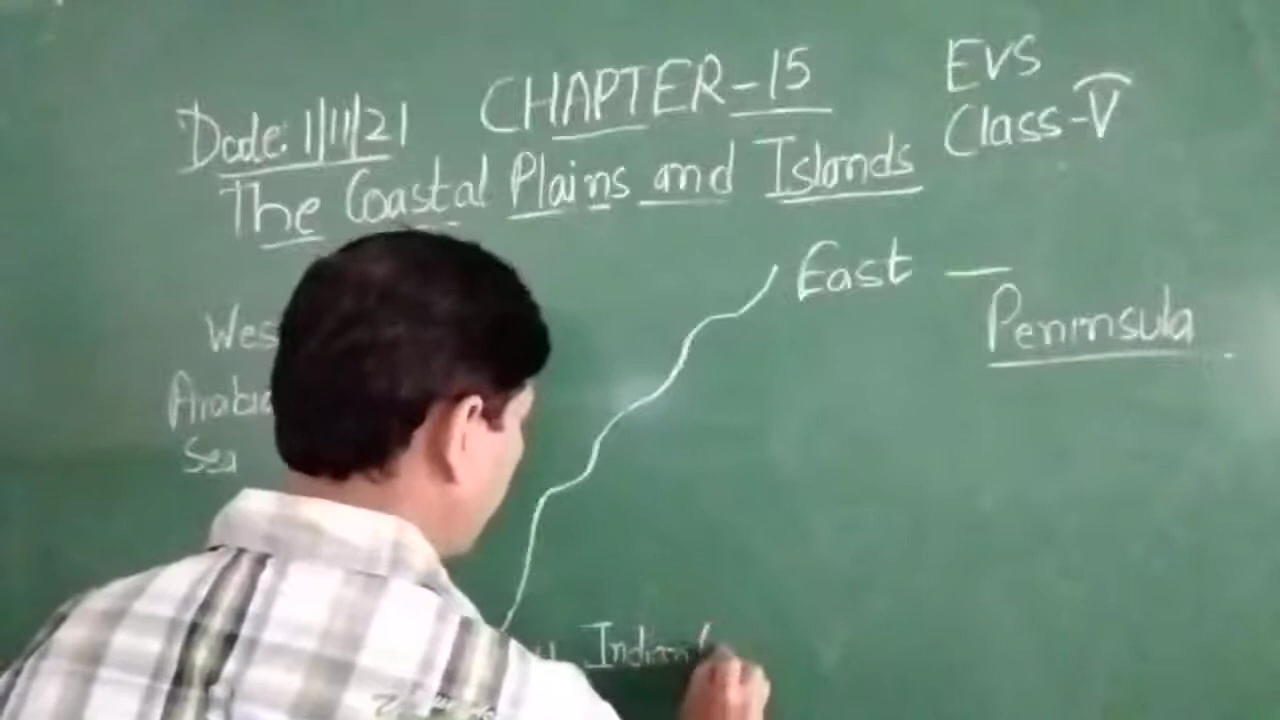 CHAPTER-15
EVS
Date: 1/11/21
Class-V
The Coastal Plains and Islands
East —
Peninsula
Wes
Arabia
Sea
Indian